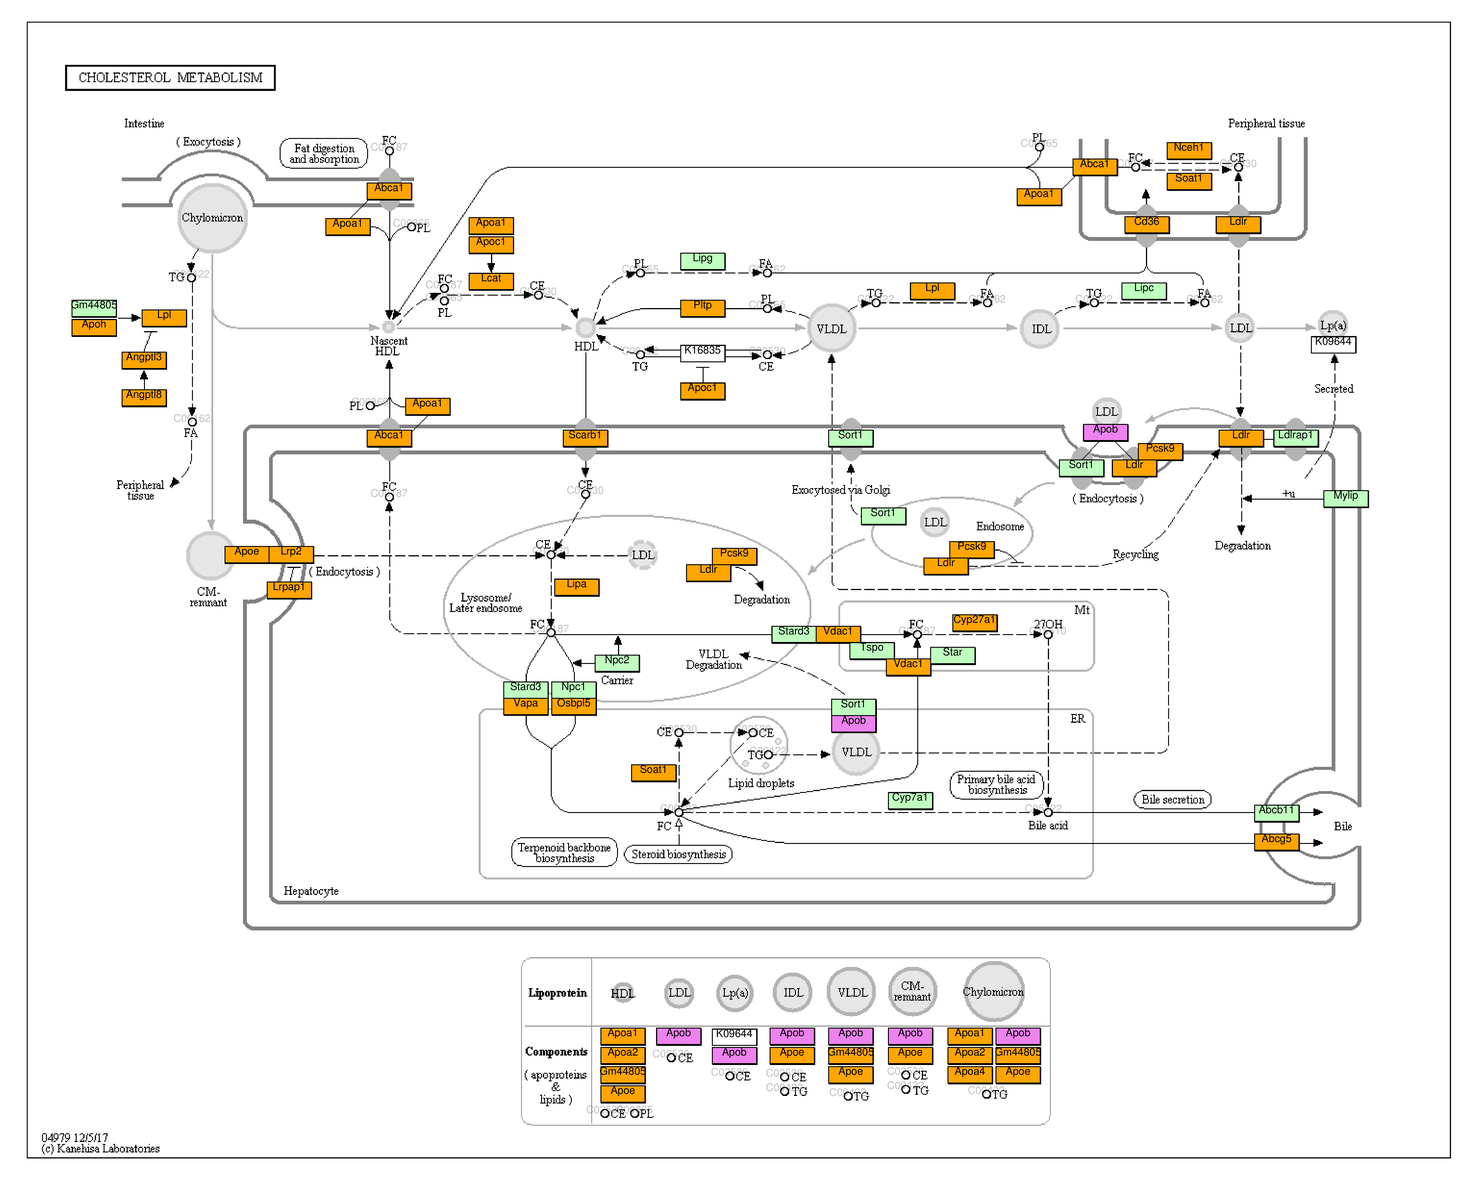 CHOLESTEROL METABOLISM
Intestine
( Exocytosis )
Fat digestion
and absorption
FC
Abca1
Apoa1
PL
Chylomicron
TG
Gm44805
Apoh
Lpl
Angptl3
Angptl8
FA
Peripheral
tissue
Apoa1
Apoc1
Lcat
FC
PL
CE
Nascent
HDL
HDL
PL
Lipg
FA
Pltp
PL
K16835
TG
CE
Apoc1
VLDL
TG
Lpl
FA
IDL
TG
Lipc
FA
LDL
Lp(a)
K09644
Secreted
Peripheral tissue
PL
Apoa1
Abca1
FC
Nceh1
Soat1
CE
Cd36
Ldlr
PL
Apoa1
Abca1
FC
Scarb1
CE
Sort1
Exocytosed via Golgi
Sort1
LDL
Endosome
Pcsk9
Ldlr
LDL
Apob
Sort1
Ldlr
Pcsk9
( Endocytosis )
Ldlr
Ldlrap1
+u
Mylip
Degradation
Recycling
CM-
remnant
Apoe
Lrp2
( Endocytosis )
Lrpap1
CE
LDL
Lipa
Pcsk9
Ldlr
Degradation
Lysosome/
Later endosome
FC
Npc2
Carrier
Stard3
Npc1
Vapa
Osbpl5
VLDL
Degradation
Stard3
Vdac1
Tspo
Vdac1
Star
FC
Cyp27a1
27OH
Mt
Sort1
Apob
VLDL
ER
CE
CE
TG
Lipid droplets
Soat1
FC
Cyp7a1
Primary bile acid
biosynthesis
Bile acid
Bile secretion
Abcb11
Abcg5
Bile
Terpenoid backbone
biosynthesis
Steroid biosynthesis
Hepatocyte
Lipoprotein
HDL
LDL
Lp(a)
IDL
VLDL
CM-
remnant
Chylomicron
Components
( apoproteins
&
lipids )
Apoa1
Apoa2
Gm44805
Apoe
CE PL
Apob
CE
K09644
Apob
CE
Apob
Apoe
CE
TG
Apob
Gm44805
Apoe
TG
Apob
Apoe
CE
TG
Apoa1 Apob
Apoa2 Gm44805
Apoa4 Apoe
TG
04979 12/5/17
(c) Kanehisa Laboratories